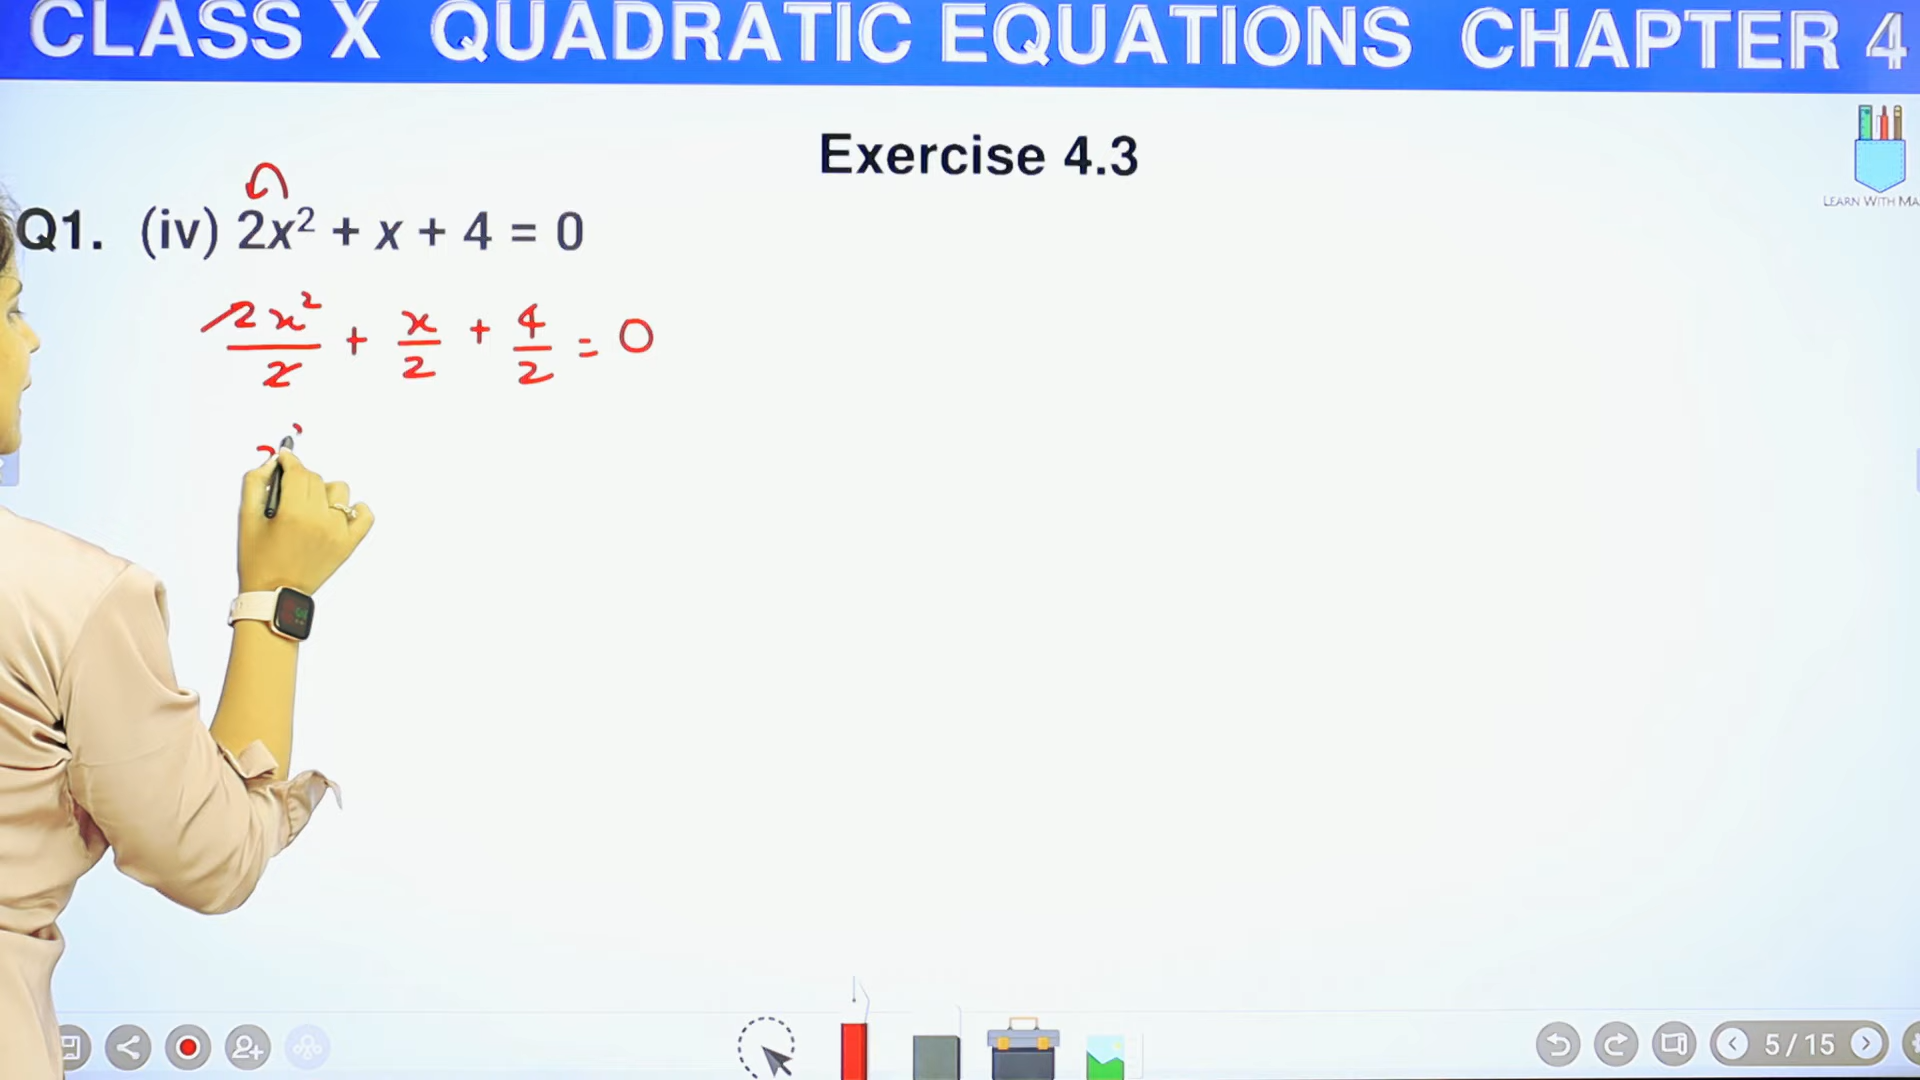 CLASS X QUADRATIC EQUATIONS CHAPTER 4
Exercise 4.3
LEARN WITH MA
Q1. (iv) 2x² + x + 4 = 0
2x²/2 + x/2 + 4/2 = 0
5/15